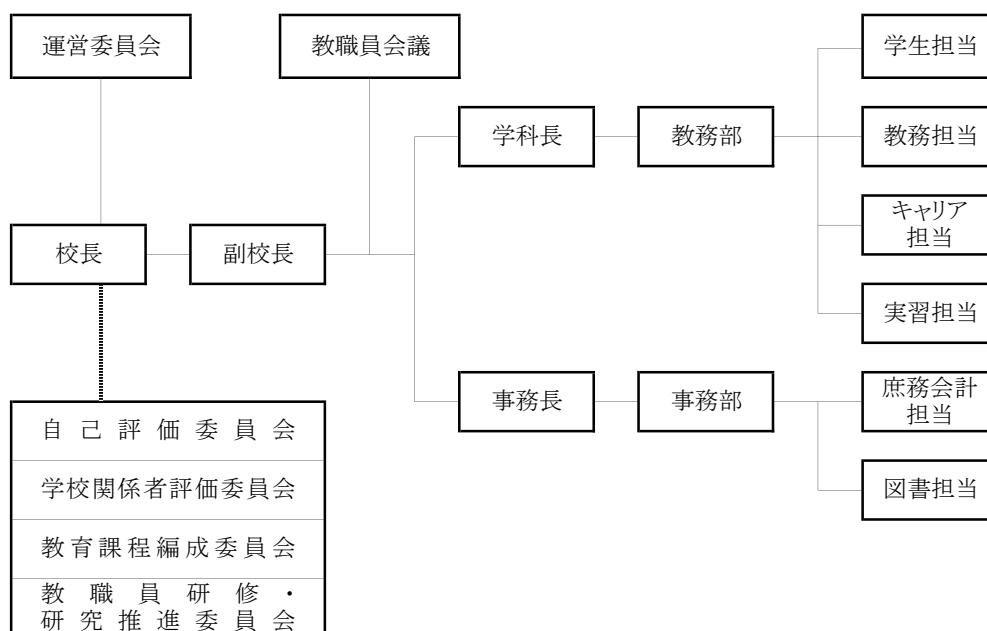 運営委員会
教職員会議
学生担当
学科長
教務部
教務担当
キャリア
担当
校長
副校長
実習担当
事務長
事務部
庶務会計
担当
図書担当
自己評価委員会
学校関係者評価委員会
教育課程編成委員会
教職員研修・
研究推進委員会